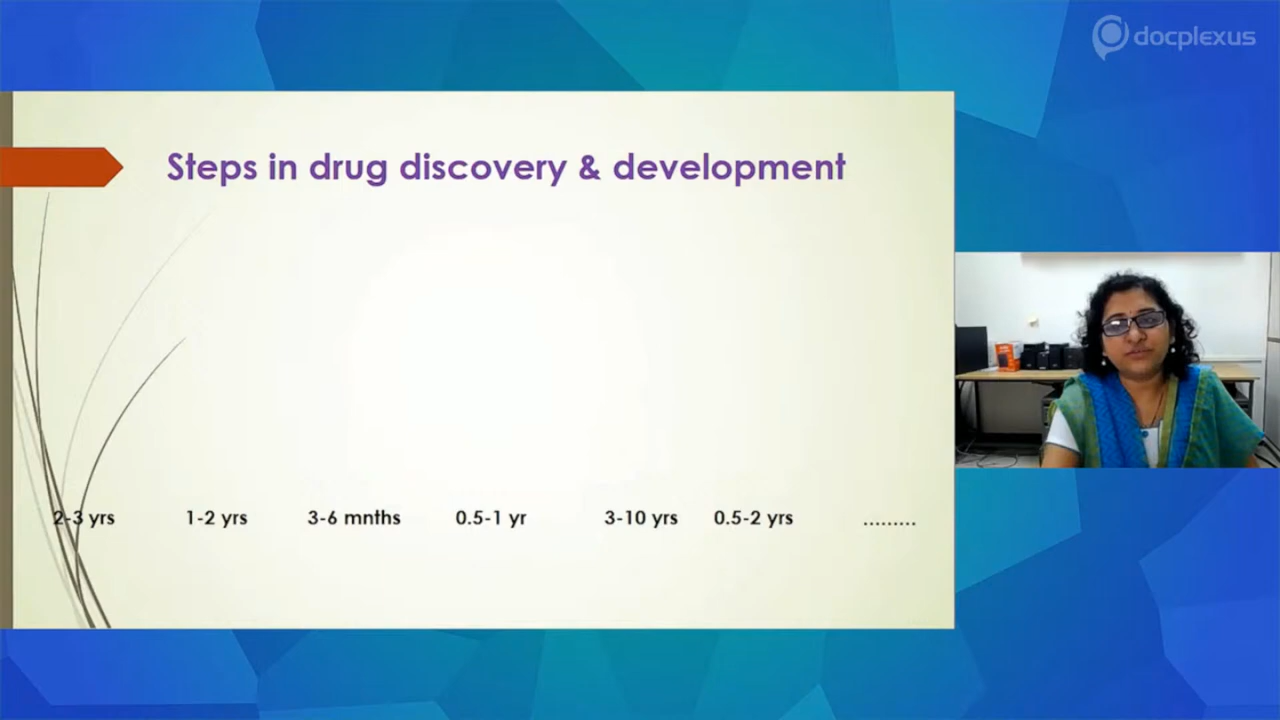 docplexus
Steps in drug discovery & development
2-3 yrs 1-2 yrs 3-6 mnths 0.5-1 yr 3-10 yrs 0.5-2 yrs .........